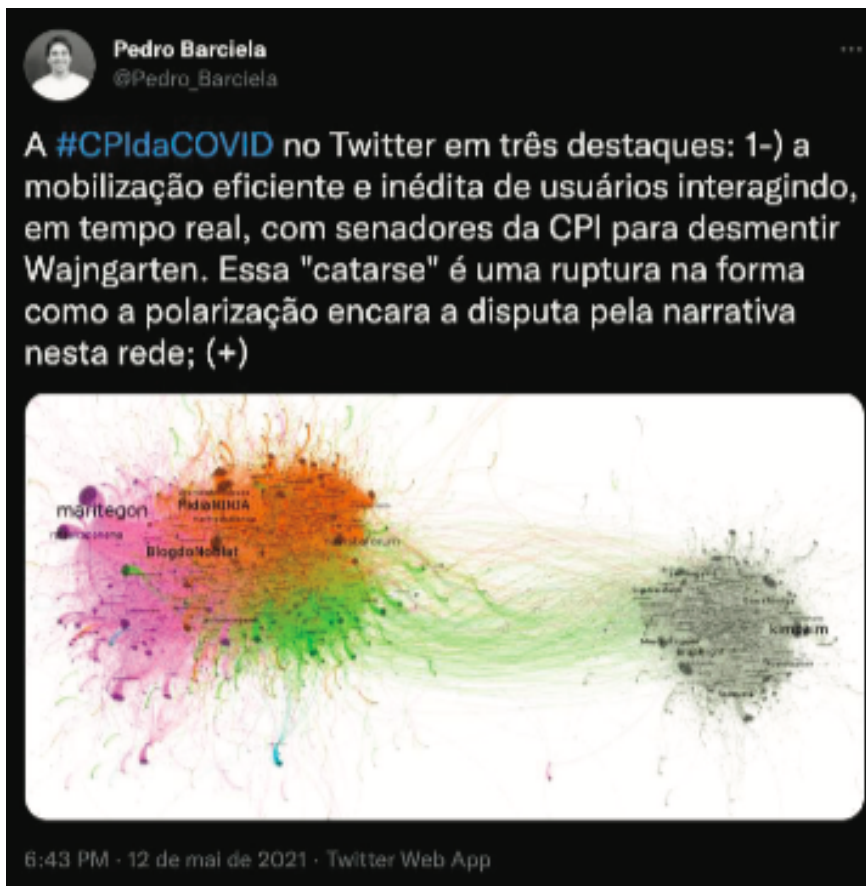 Pedro Barciela
@Pedro_Barciela
A #CPIdaCOVID no Twitter em três destaques: 1-) a
mobilização eficiente e inédita de usuários interagindo,
em tempo real, com senadores da CPI para desmentir
Wajngarten. Essa "catarse" é uma ruptura na forma
como a polarização encara a disputa pela narrativa
nesta rede; (+)
maritegon
BlogdoNoblat
6:43 PM · 12 de mai de 2021 · Twitter Web App